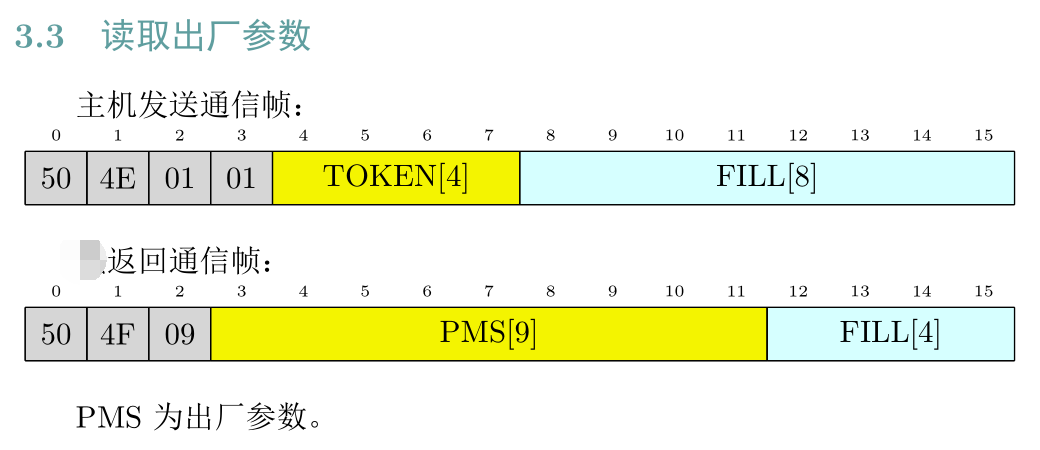 3.3 读取出厂参数
主机发送通信帧：
0 1 2 3 4 5 6 7 8 9 10 11 12 13 14 15
50 4E 01 01 TOKEN[4] FILL[8]
返回通信帧：
0 1 2 3 4 5 6 7 8 9 10 11 12 13 14 15
50 4F 09 PMS[9] FILL[4]
PMS 为出厂参数。